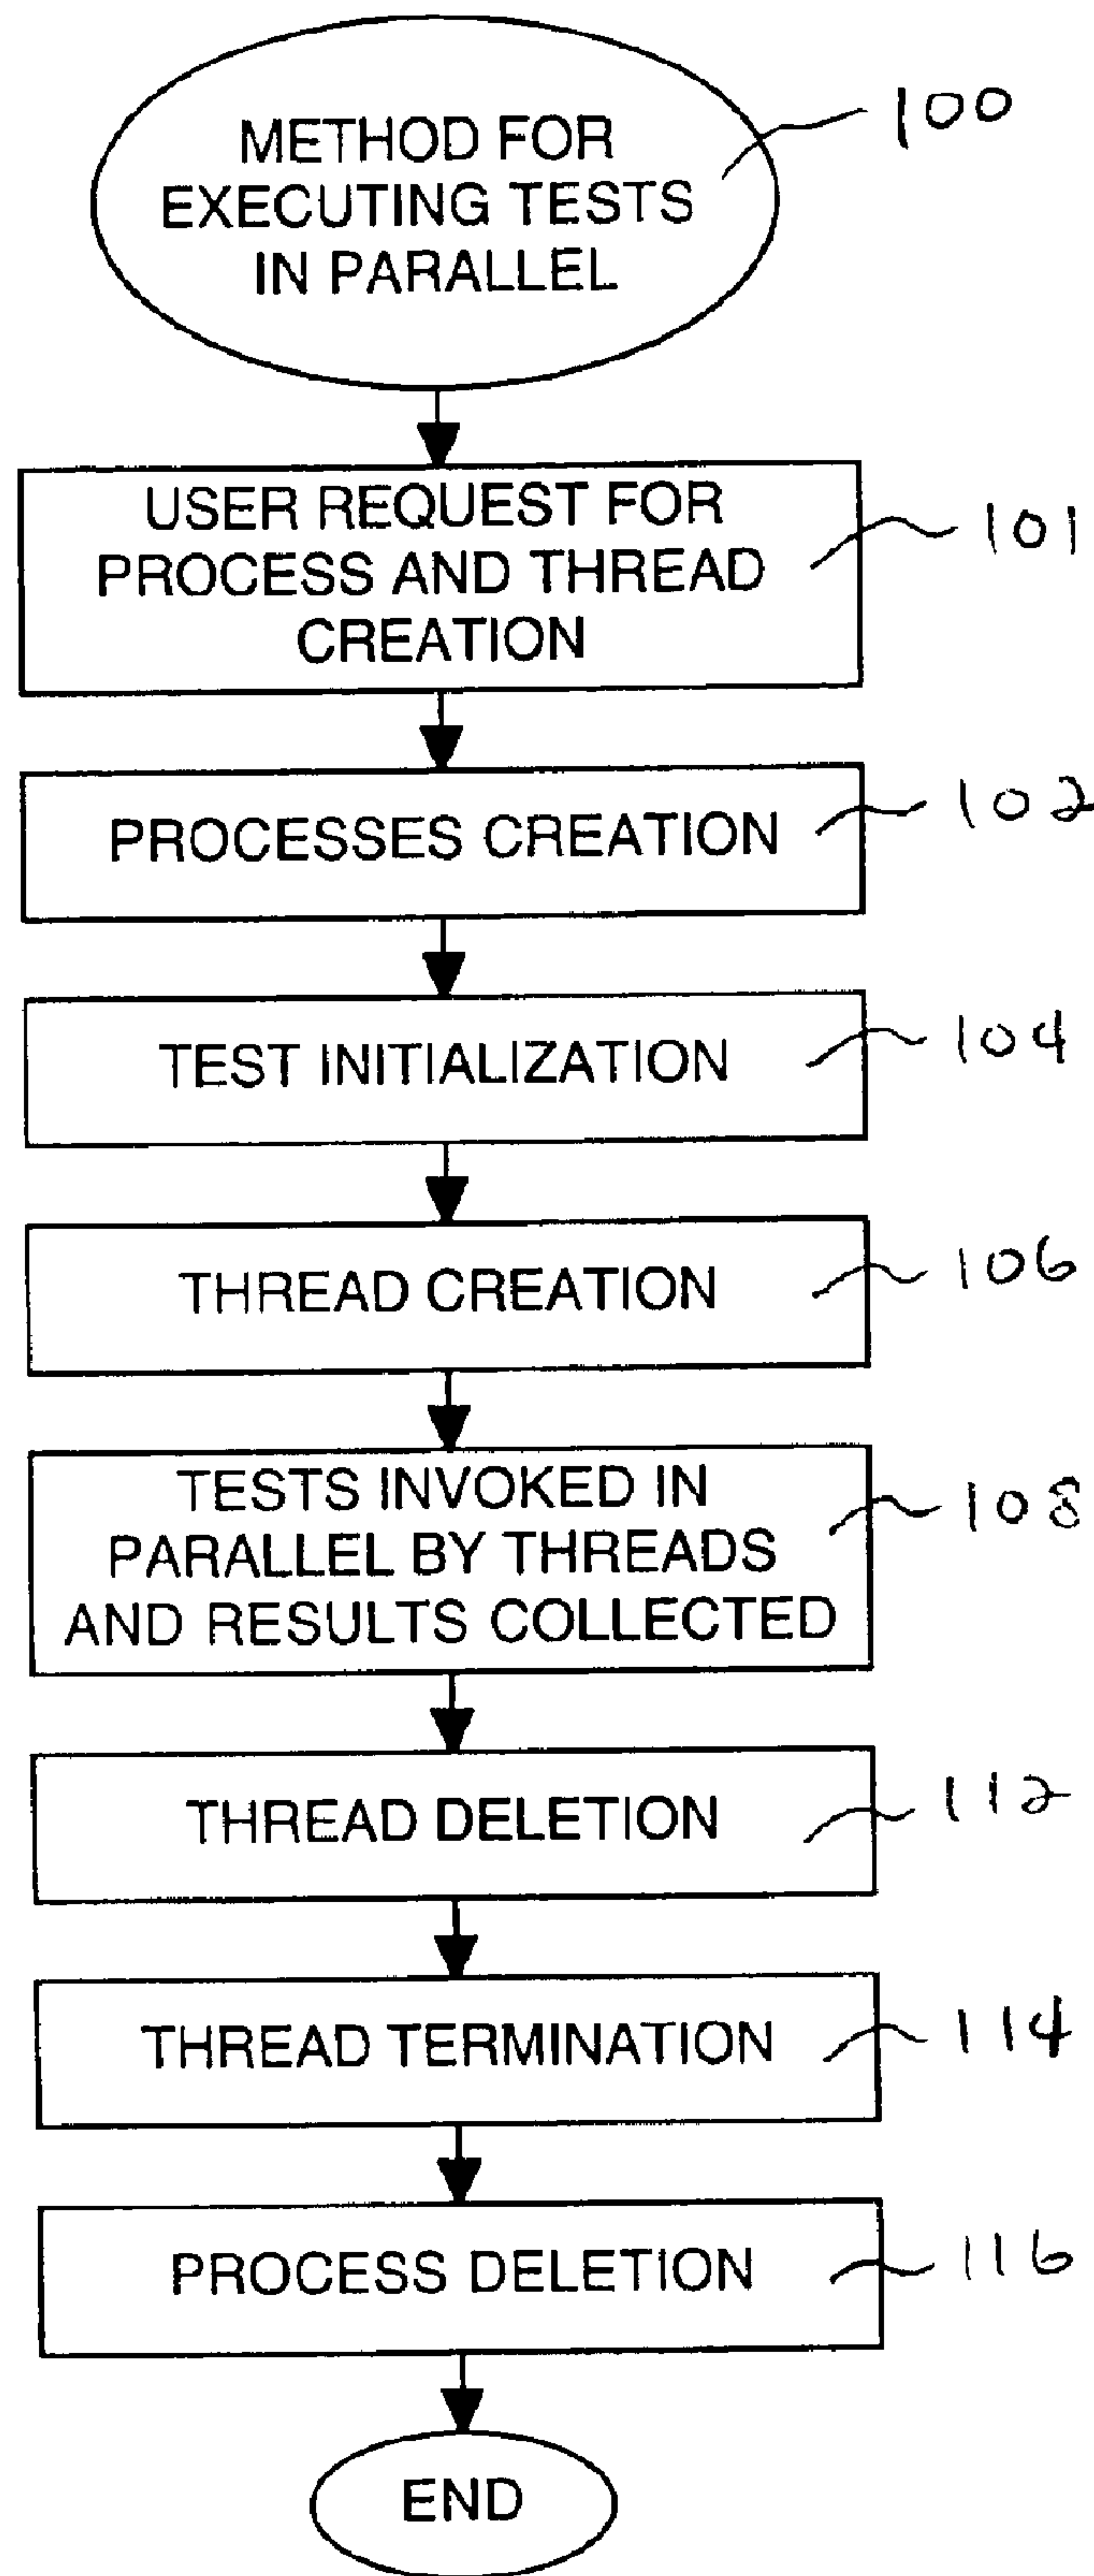 METHOD FOR
EXECUTING TESTS
IN PARALLEL
100
USER REQUEST FOR
PROCESS AND THREAD
CREATION
101
PROCESSES CREATION
102
TEST INITIALIZATION
104
THREAD CREATION
106
TESTS INVOKED IN
PARALLEL BY THREADS
AND RESULTS COLLECTED
108
THREAD DELETION
112
THREAD TERMINATION
114
PROCESS DELETION
116
END